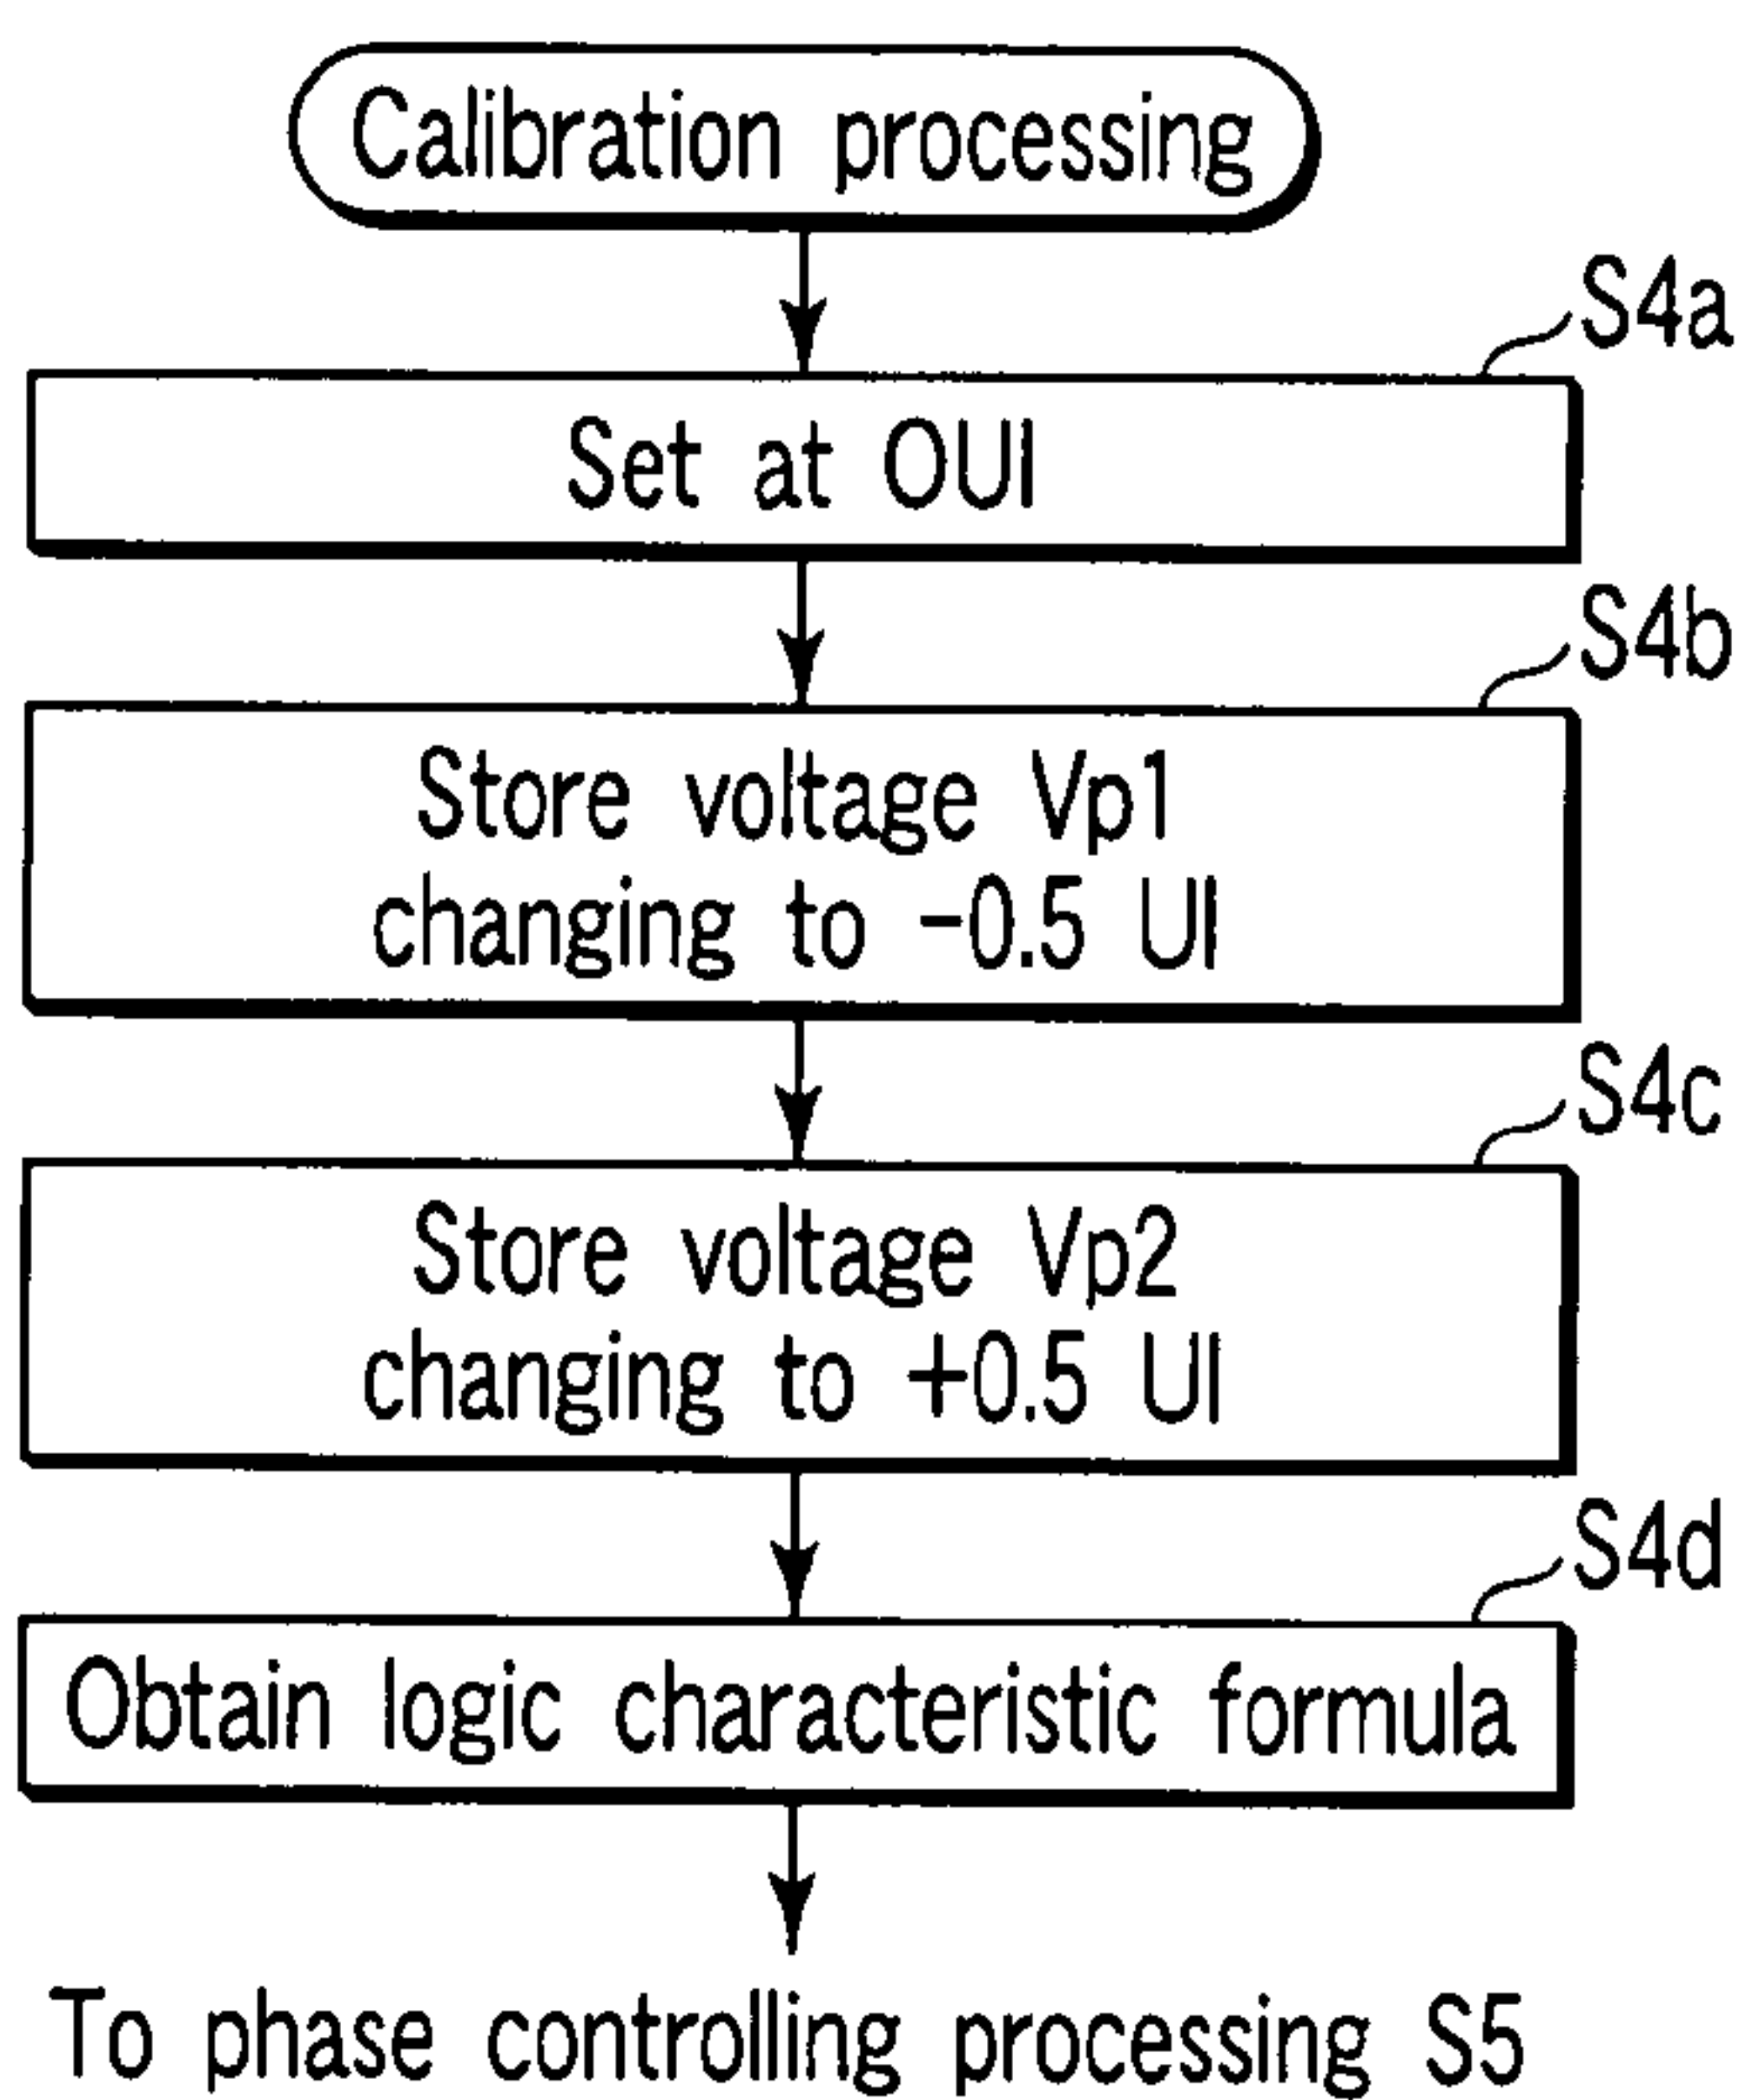 Calibration processing
S4a
Set at 0UI
S4b
Store voltage Vp1
changing to -0.5 UI
S4c
Store voltage Vp2
changing to +0.5 UI
S4d
Obtain logic characteristic formula
To phase controlling processing S5